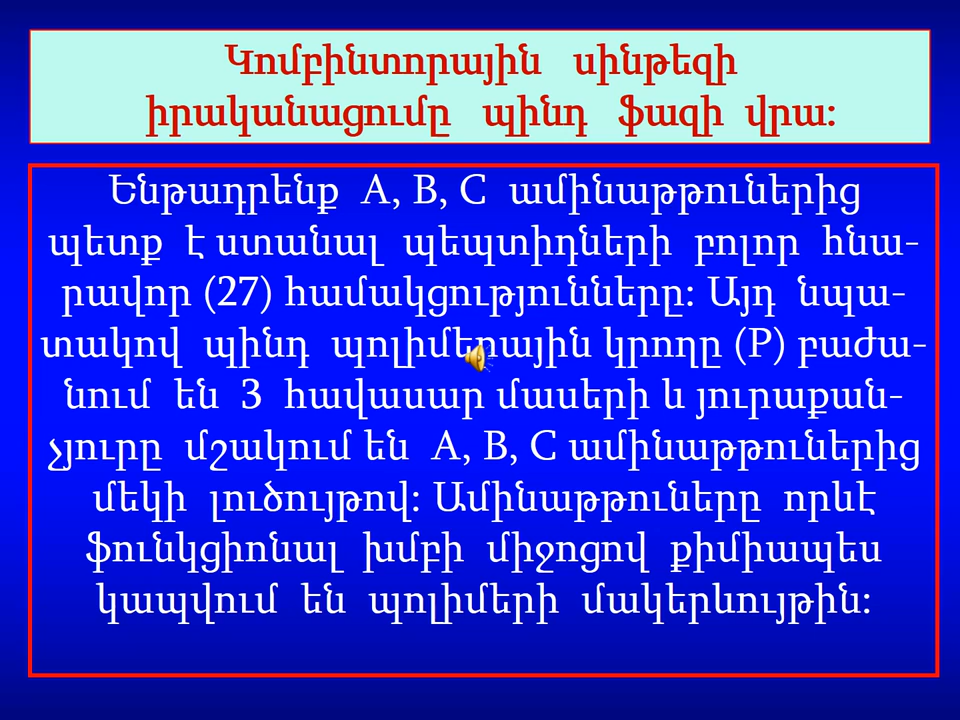 Կոմբինտորային սինթեզի
իրականացումը պինդ ֆազի վրա։
Ենթադրենք A, B, C ամինաթթուներից
պետք է ստանալ պեպտիդների բոլոր հնա-
րավոր (27) համակցությունները։ Այդ նպա-
տակով պինդ պոլիմերային կրողը (P) բաժա-
նում են 3 հավասար մասերի և յուրաքան-
չյուրը մշակում են A, B, C ամինաթթուներից
մեկի լուծույթով։ Ամինաթթուները որևէ
ֆունկցիոնալ խմբի միջոցով քիմիապես
կապվում են պոլիմերի մակերևույթին։